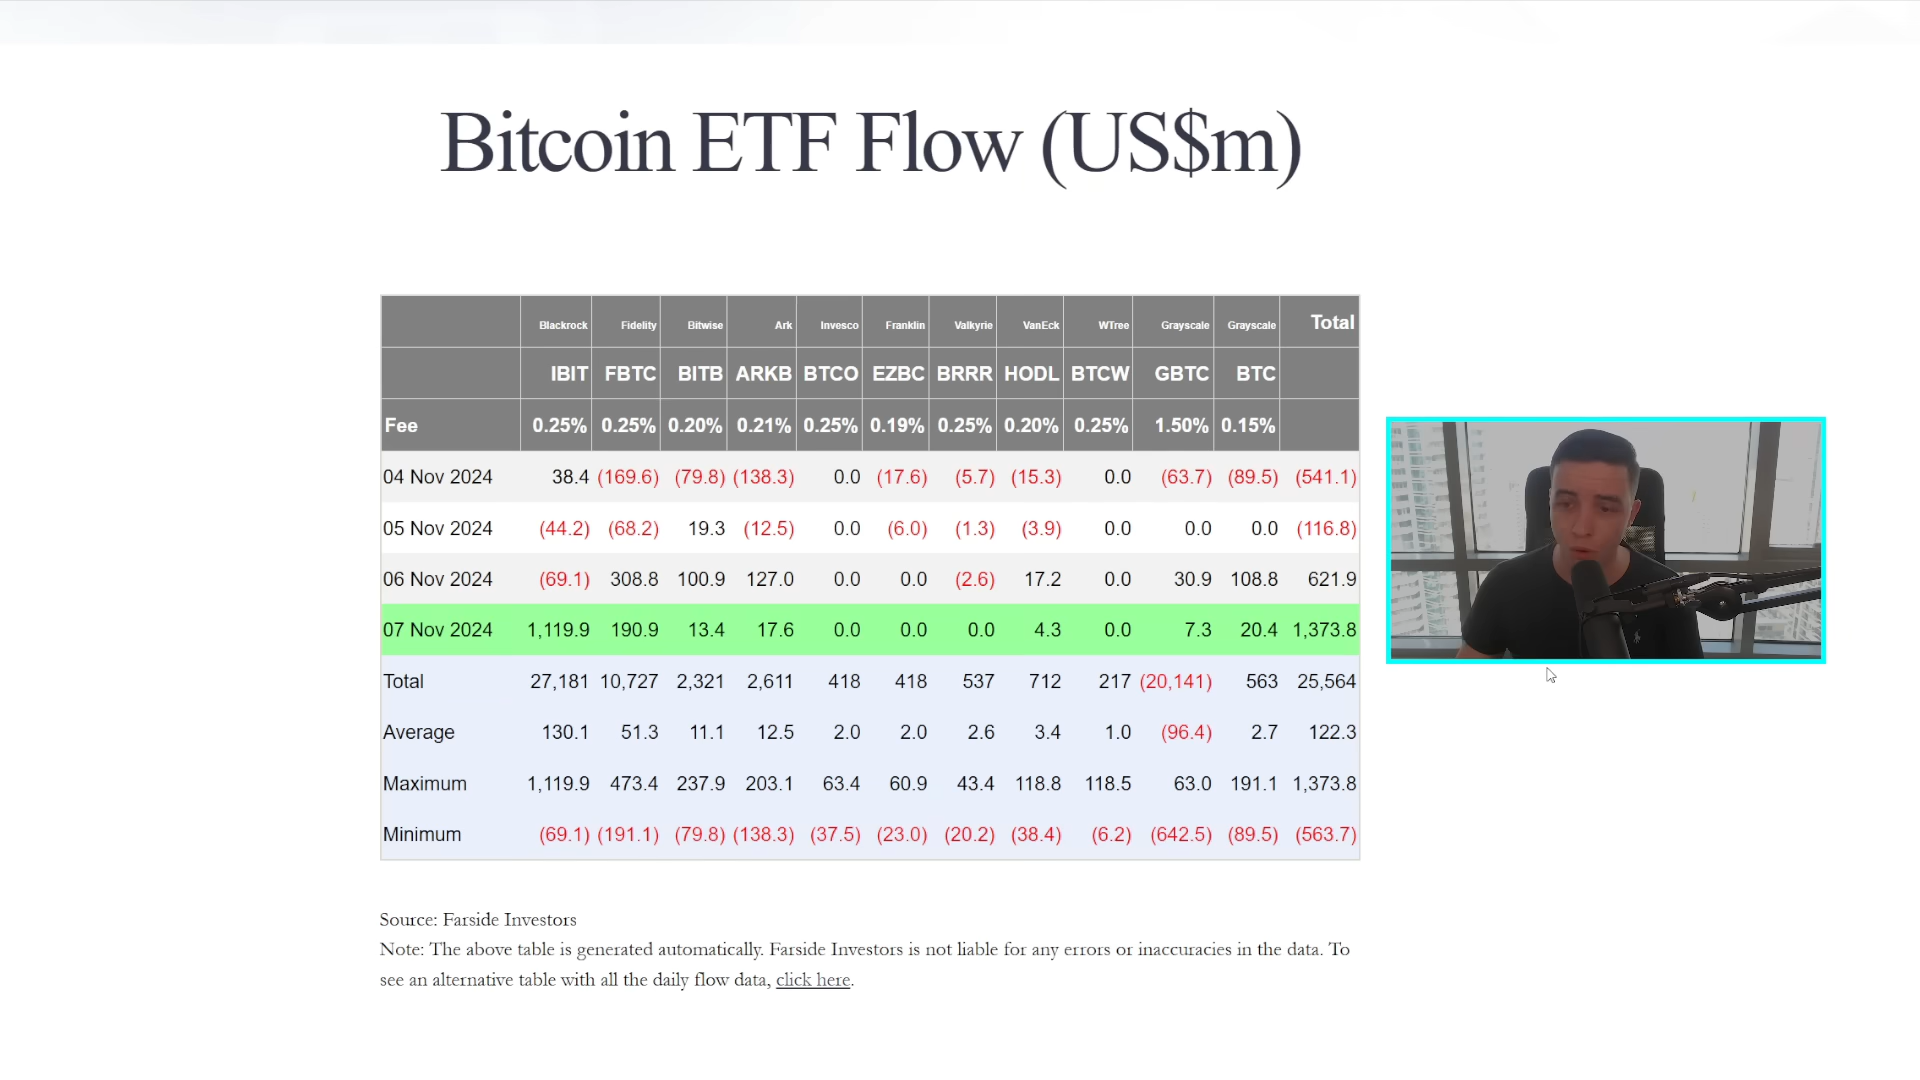 Bitcoin ETF Flow (US$m)
Blackrock Fidelity Bitwise Ark Invesco Franklin Valkyrie VanEck WTree Grayscale Grayscale Total
IBIT FBTC BITB ARKB BTCO EZBC BRRR HODL BTCW GBTC BTC
Fee 0.25% 0.25% 0.20% 0.21% 0.25% 0.19% 0.25% 0.20% 0.25% 1.50% 0.15%
04 Nov 2024 38.4 (169.6) (79.8) (138.3) 0.0 (17.6) (5.7) (15.3) 0.0 (63.7) (89.5) (541.1)
05 Nov 2024 (44.2) (68.2) 19.3 (12.5) 0.0 (6.0) (1.3) (3.9) 0.0 0.0 0.0 (116.8)
06 Nov 2024 (69.1) 308.8 100.9 127.0 0.0 0.0 (2.6) 17.2 0.0 30.9 108.8 621.9
07 Nov 2024 1,119.9 190.9 13.4 17.6 0.0 0.0 0.0 4.3 0.0 7.3 20.4 1,373.8
Total 27,181 10,727 2,321 2,611 418 418 537 712 217 (20,141) 563 25,564
Average 130.1 51.3 11.1 12.5 2.0 2.0 2.6 3.4 1.0 (96.4) 2.7 122.3
Maximum 1,119.9 473.4 237.9 203.1 63.4 60.9 43.4 118.8 118.5 63.0 191.1 1,373.8
Minimum (69.1) (191.1) (79.8) (138.3) (37.5) (23.0) (20.2) (38.4) (6.2) (642.5) (89.5) (563.7)
Source: Farside Investors
Note: The above table is generated automatically. Farside Investors is not liable for any errors or inaccuracies in the data. To
see an alternative table with all the daily flow data, click here.